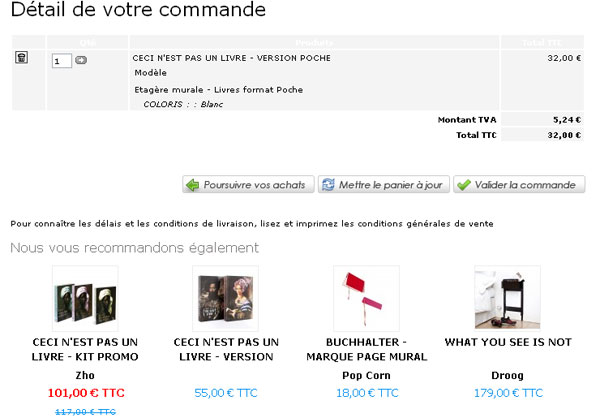 Détail de votre commande
Qté Produits Total TTC
1 CECI N'EST PAS UN LIVRE - VERSION POCHE 32,00 €
Modèle
Etagère murale - Livres format Poche
COLORIS : : Blanc
Montant TVA 5,24 €
Total TTC 32,00 €
Poursuivre vos achats Mettre le panier à jour Valider la commande
Pour connaître les délais et les conditions de livraison, lisez et imprimez les conditions générales de vente
Nous vous recommandons également
CECI N'EST PAS UN CECI N'EST PAS UN BUCHHALTER - WHAT YOU SEE IS NOT
LIVRE - KIT PROMO LIVRE - VERSION MARQUE PAGE MURAL
Zho Pop Corn Droog
101,00 € TTC 55,00 € TTC 18,00 € TTC 179,00 € TTC
117,00 € TTC